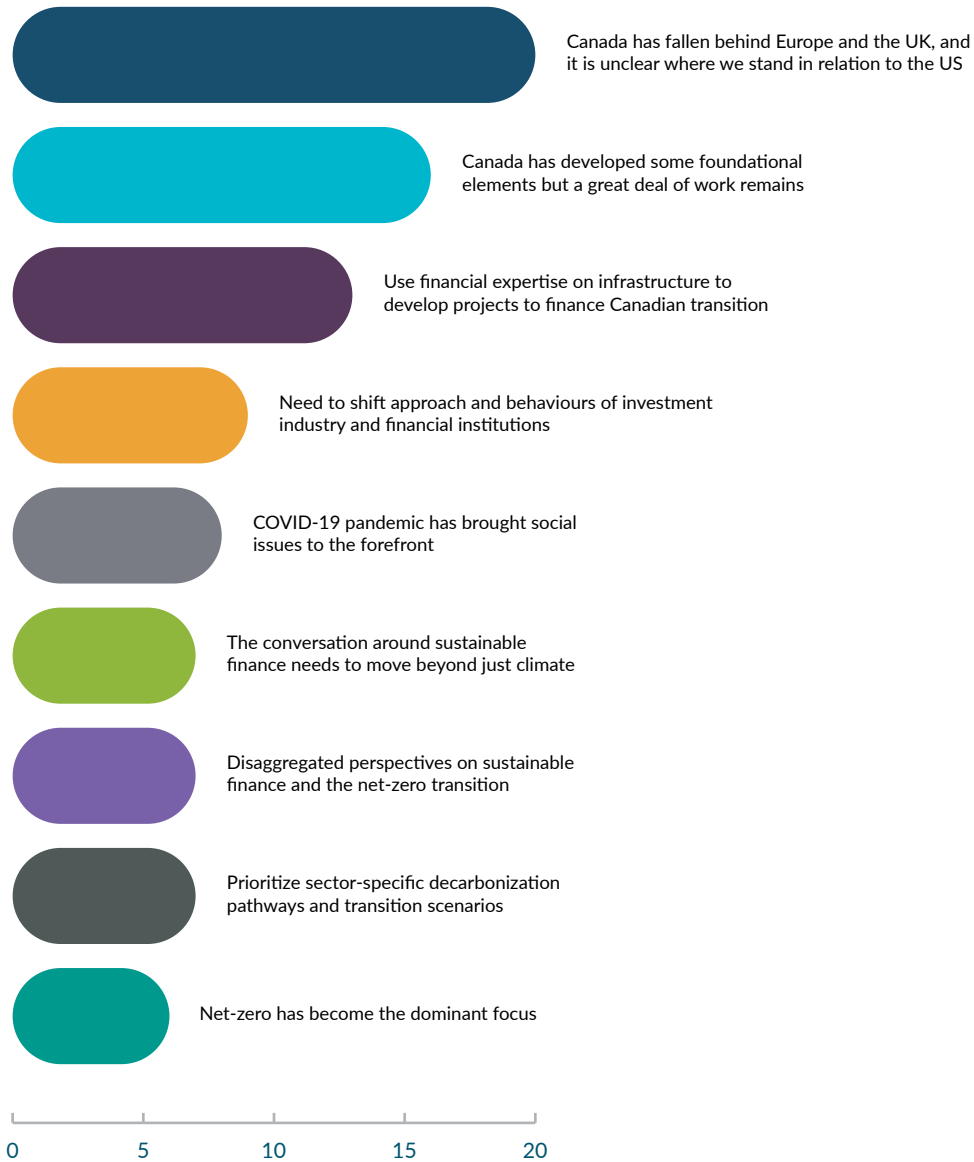 Canada has fallen behind Europe and the UK, and
it is unclear where we stand in relation to the US
Canada has developed some foundational
elements but a great deal of work remains
Use financial expertise on infrastructure to
develop projects to finance Canadian transition
Need to shift approach and behaviours of investment
industry and financial institutions
COVID-19 pandemic has brought social
issues to the forefront
The conversation around sustainable
finance needs to move beyond just climate
Disaggregated perspectives on sustainable
finance and the net-zero transition
Prioritize sector-specific decarbonization
pathways and transition scenarios
Net-zero has become the dominant focus
0 5 10 15 20